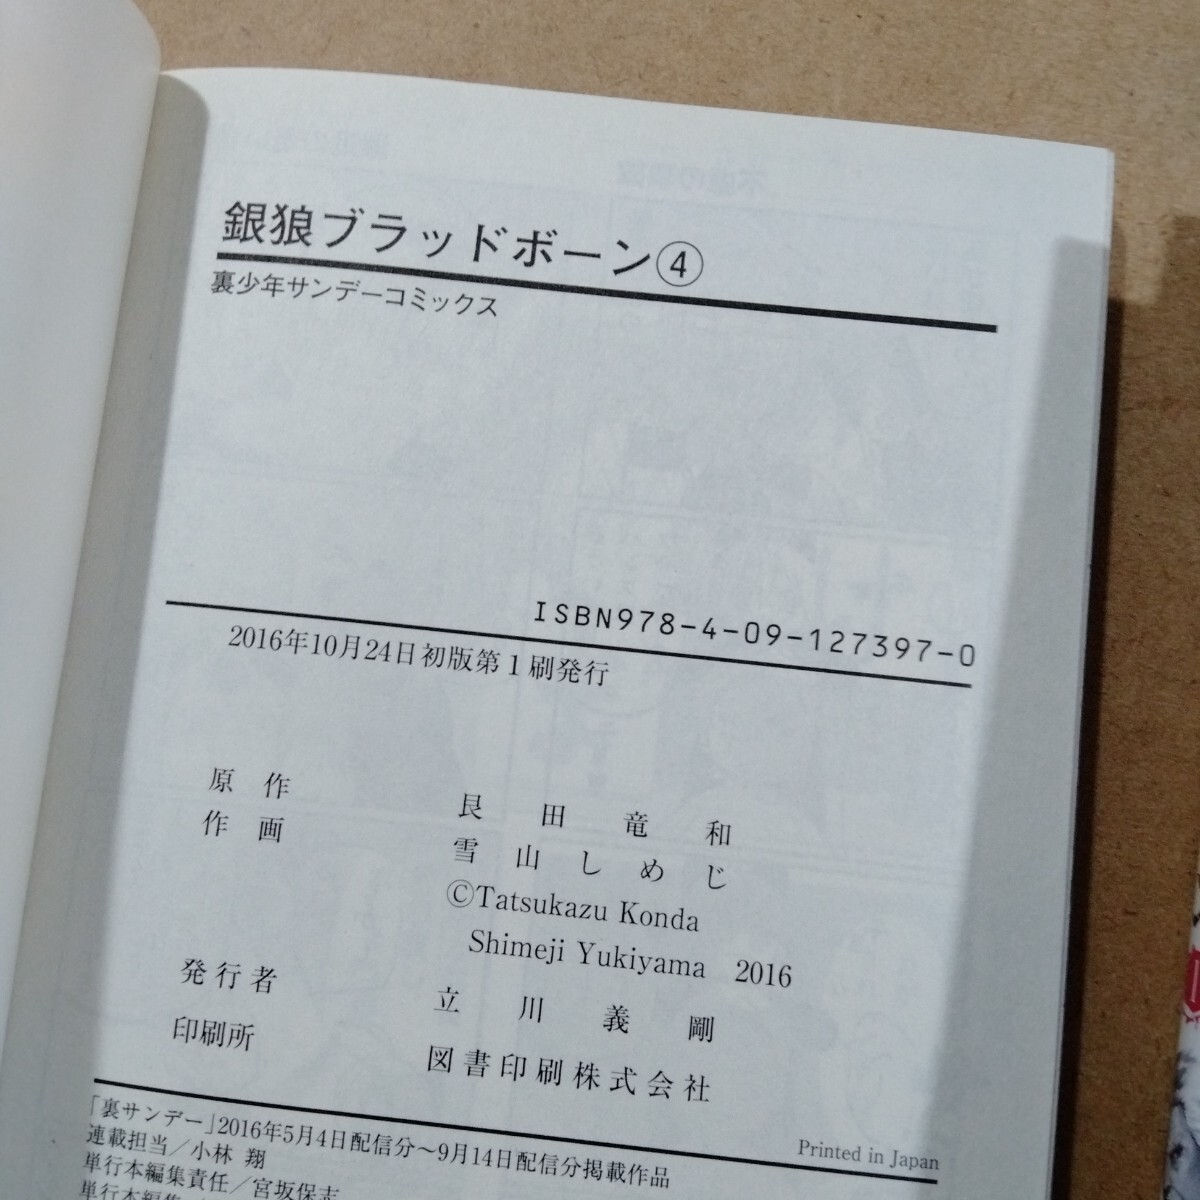 銀狼ブラッドボーン④
裏少年サンデーコミックス
ISBN978-4-09-127397-0
2016年10月24日初版第1刷発行
原作 艮田竜和
作画 雪山しめじ
©Tatsukazu Konda
Shimeji Yukiyama 2016
発行者 立川義剛
印刷所 図書印刷株式会社
Printed in Japan
「裏サンデー」2016年5月4日配信分～9月14日配信分掲載作品
連載担当／小林 翔
単行本編集責任／宮坂保志
単行本編集／